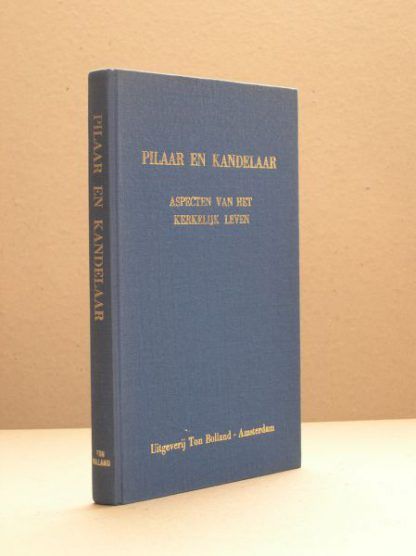 PILAAR EN KANDELAAR
ASPECTEN VAN HET
KERKELIJK LEVEN
Uitgeverij Ton Bolland - Amsterdam
PILAAR EN KANDELAAR
TON
BOLLAND